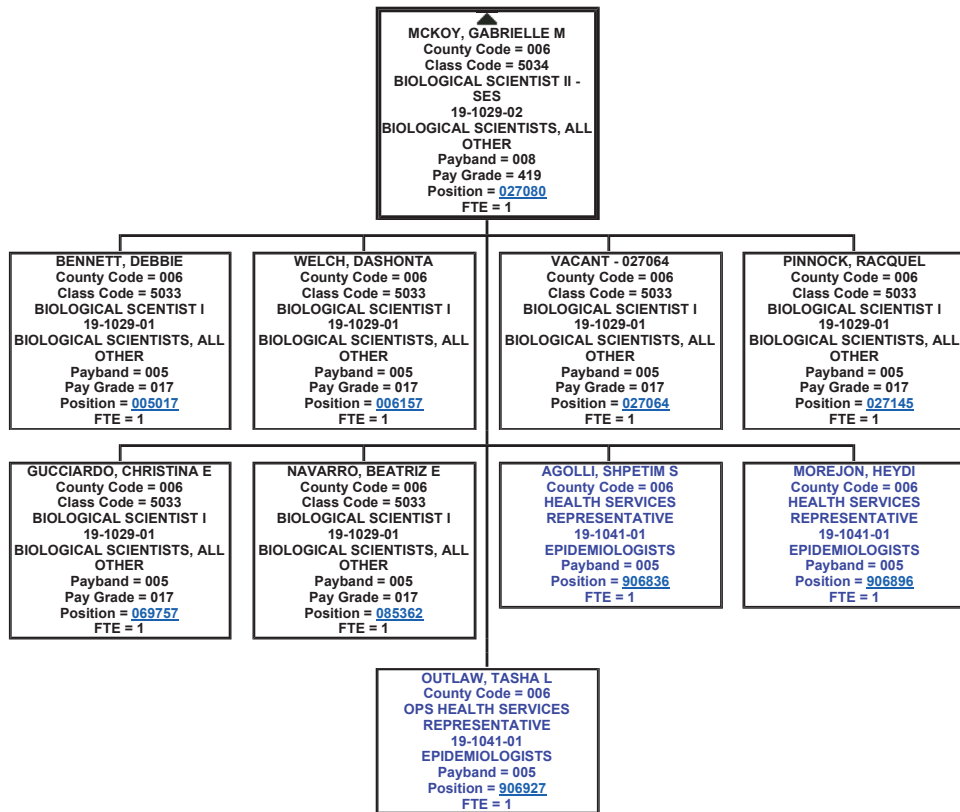 MCKOY, GABRIELLE M
County Code = 006
Class Code = 5034
BIOLOGICAL SCIENTIST II -
SES
19-1029-02
BIOLOGICAL SCIENTISTS, ALL
OTHER
Payband = 008
Pay Grade = 419
Position = 027080
FTE = 1
BENNETT, DEBBIE
County Code = 006
Class Code = 5033
BIOLOGICAL SCENTIST I
19-1029-01
BIOLOGICAL SCIENTISTS, ALL
OTHER
Payband = 005
Pay Grade = 017
Position = 005017
FTE = 1
WELCH, DASHONTA
County Code = 006
Class Code = 5033
BIOLOGICAL SCIENTIST I
19-1029-01
BIOLOGICAL SCIENTISTS, ALL
OTHER
Payband = 005
Pay Grade = 017
Position = 006157
FTE = 1
VACANT - 027064
County Code = 006
Class Code = 5033
BIOLOGICAL SCIENTIST I
19-1029-01
BIOLOGICAL SCIENTISTS, ALL
OTHER
Payband = 005
Pay Grade = 017
Position = 027064
FTE = 1
PINNOCK, RACQUEL
County Code = 006
Class Code = 5033
BIOLOGICAL SCIENTIST I
19-1029-01
BIOLOGICAL SCIENTISTS, ALL
OTHER
Payband = 005
Pay Grade = 017
Position = 027145
FTE = 1
GUCCIARDO, CHRISTINA E
County Code = 006
Class Code = 5033
BIOLOGICAL SCIENTIST I
19-1029-01
BIOLOGICAL SCIENTISTS, ALL
OTHER
Payband = 005
Pay Grade = 017
Position = 069757
FTE = 1
NAVARRO, BEATRIZ E
County Code = 006
Class Code = 5033
BIOLOGICAL SCIENTIST I
19-1029-01
BIOLOGICAL SCIENTISTS, ALL
OTHER
Payband = 005
Pay Grade = 017
Position = 085362
FTE = 1
AGOLLI, SHPETIM S
County Code = 006
HEALTH SERVICES
REPRESENTATIVE
19-1041-01
EPIDEMIOLOGISTS
Payband = 005
Position = 906836
FTE = 1
MOREJON, HEYDI
County Code = 006
HEALTH SERVICES
REPRESENTATIVE
19-1041-01
EPIDEMIOLOGISTS
Payband = 005
Position = 906896
FTE = 1
OUTLAW, TASHA L
County Code = 006
OPS HEALTH SERVICES
REPRESENTATIVE
19-1041-01
EPIDEMIOLOGISTS
Payband = 005
Position = 906927
FTE = 1